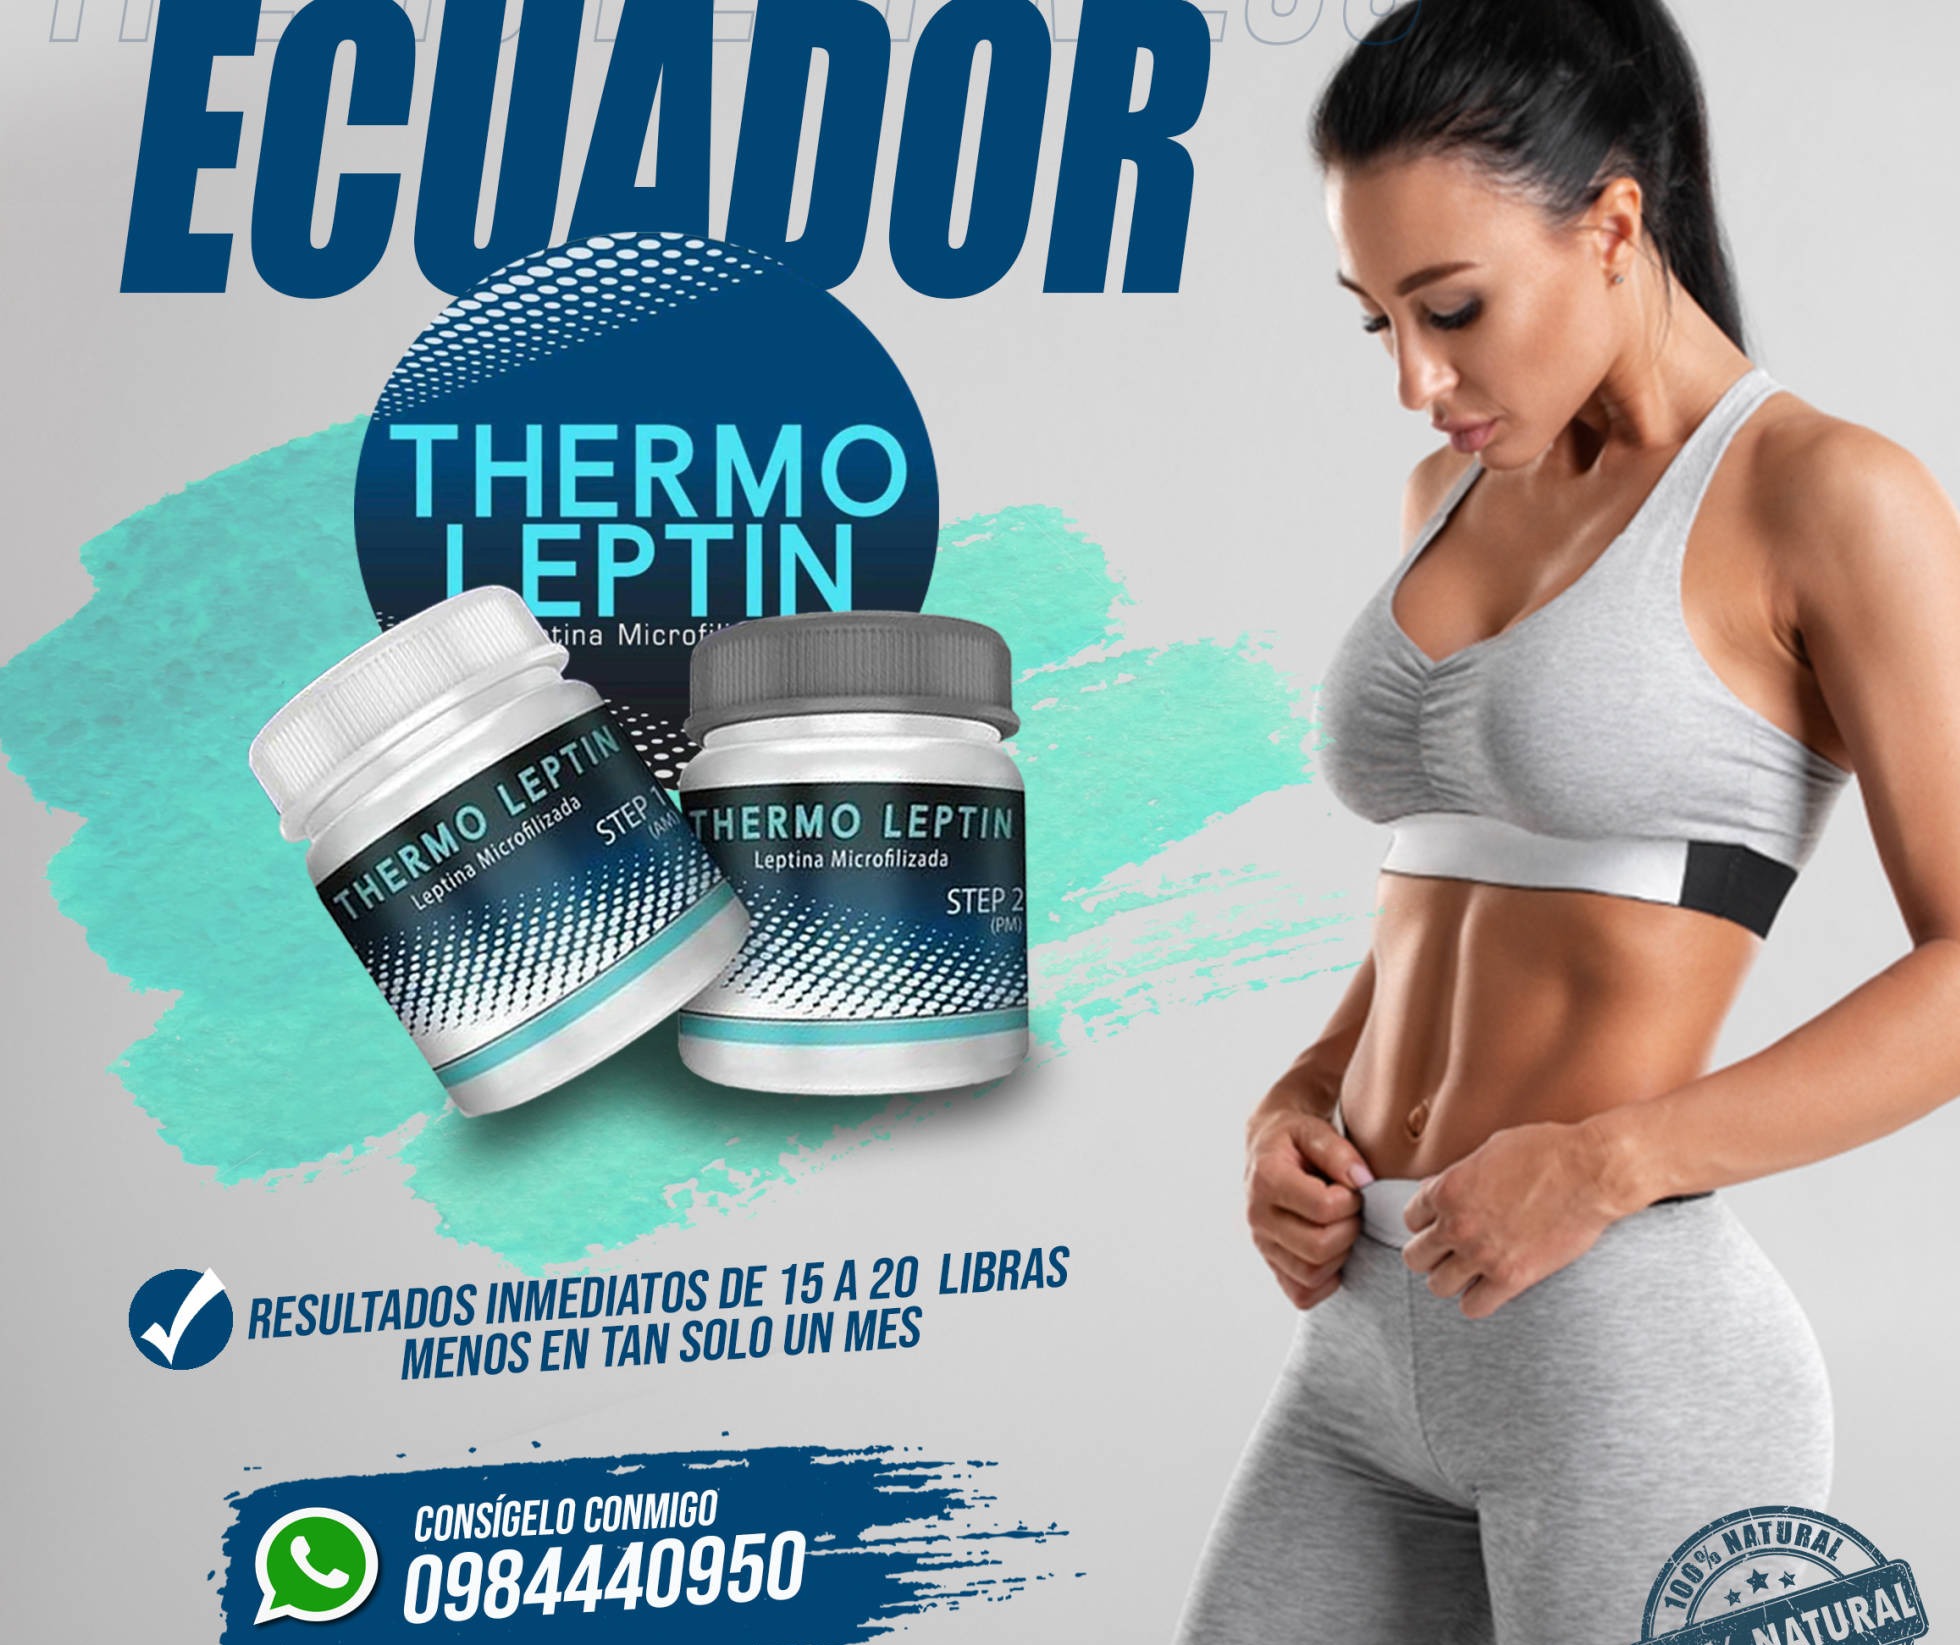 ECUADOR
THERMO
LEPTIN
THERMO LEPTIN
Leptina Microfilizada
STEP 1
(AM)
THERMO LEPTIN
Leptina Microfilizada
STEP 2
(PM)
RESULTADOS INMEDIATOS DE 15 A 20 LIBRAS
MENOS EN TAN SOLO UN MES
CONSÍGELO CONMIGO
0984440950
100% NATURAL
NATURAL